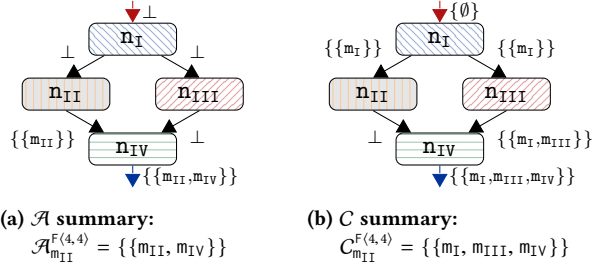 ⊥ {∅}
n_I n_I
⊥ ⊥ {{m_I}} {{m_I}}
n_II n_III n_II n_III
{{m_II}} ⊥ ⊥ {{m_I,m_III}}
n_IV n_IV
{{m_II,m_IV}} {{m_I,m_III,m_IV}}
(a) 𝒜 summary: (b) 𝒞 summary:
𝒜_{m_II}^{F⟨4,4⟩} = {{m_II, m_IV}} 𝒞_{m_II}^{F⟨4,4⟩} = {{m_I, m_III, m_IV}}